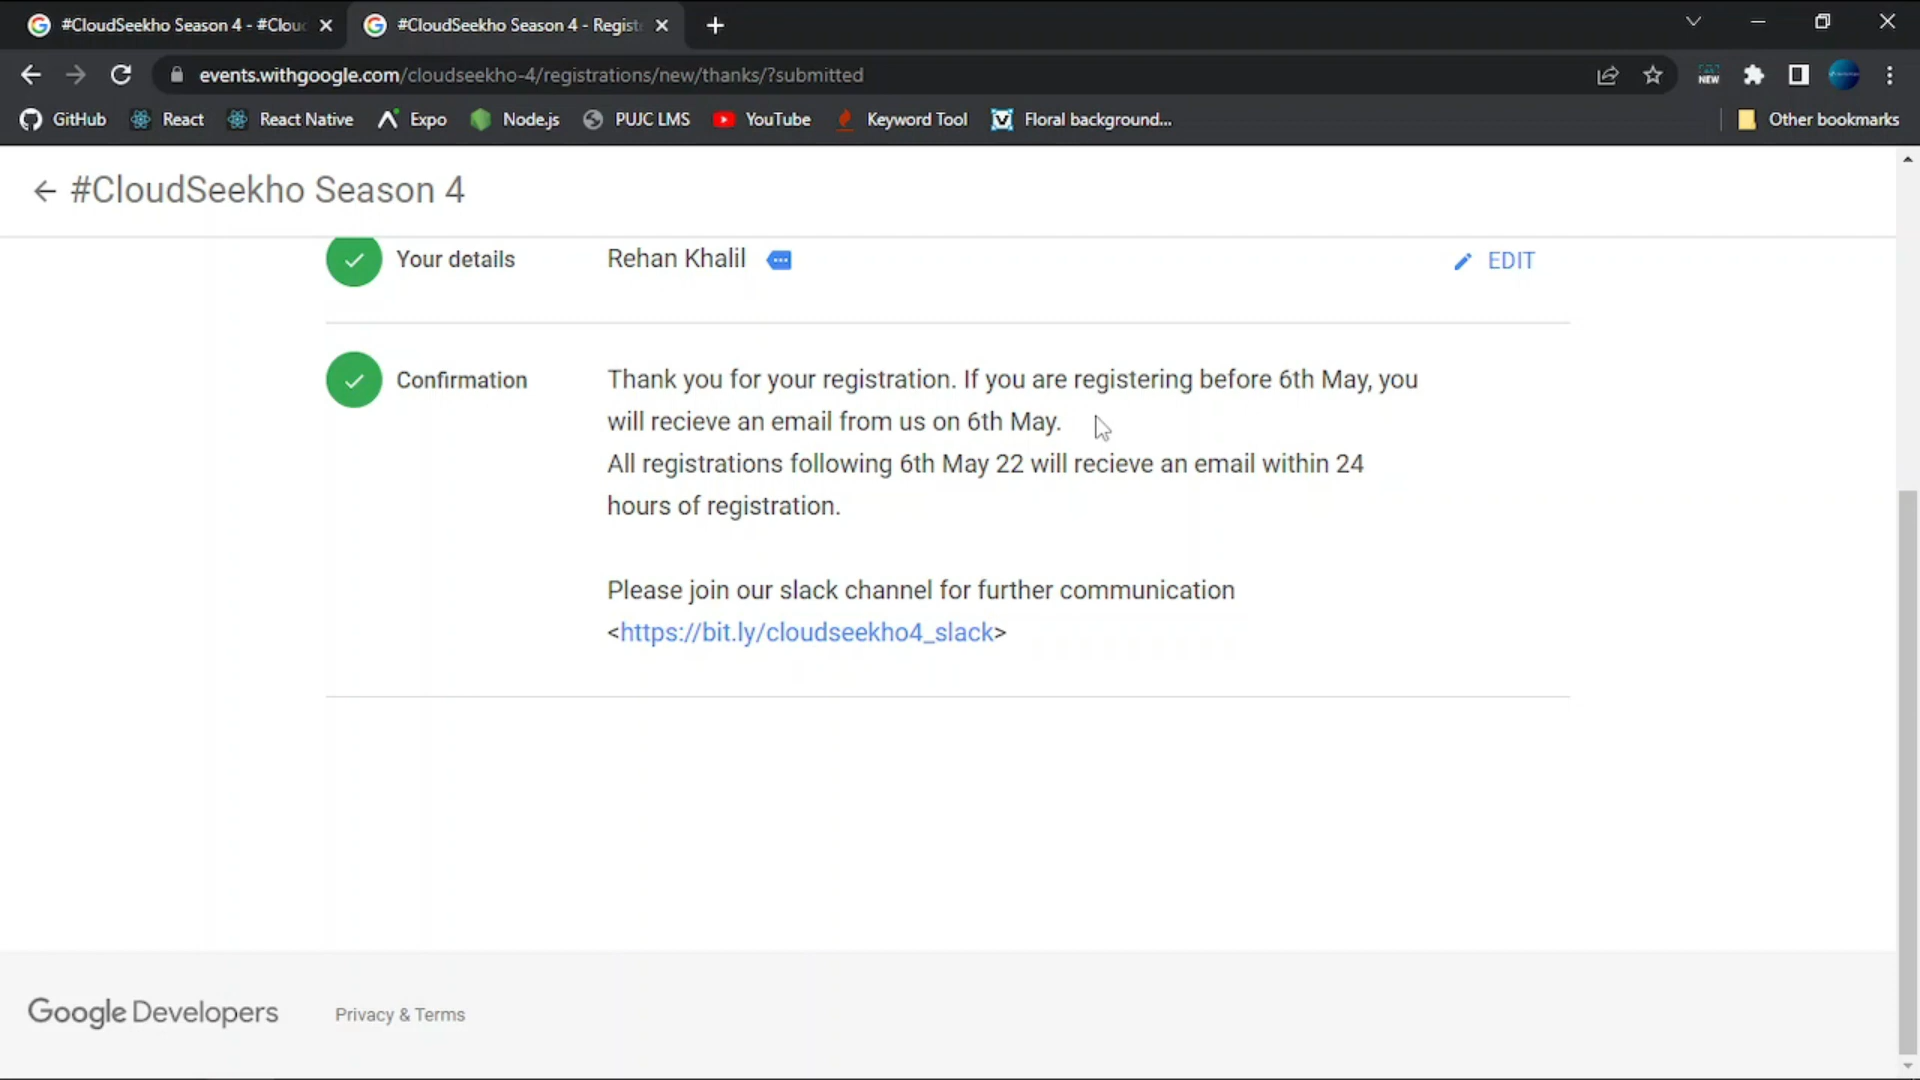 #CloudSeekho Season 4 - #Clou
#CloudSeekho Season 4 - Regist
events.withgoogle.com/cloudseekho-4/registrations/new/thanks/?submitted
NEW
GitHub
React
React Native
Expo
Node.js
PUJC LMS
YouTube
Keyword Tool
Floral background...
Other bookmarks
#CloudSeekho Season 4
Your details
Rehan Khalil
EDIT
Confirmation
Thank you for your registration. If you are registering before 6th May, you
will recieve an email from us on 6th May.
All registrations following 6th May 22 will recieve an email within 24
hours of registration.
Please join our slack channel for further communication
<https://bit.ly/cloudseekho4_slack>
Google Developers
Privacy & Terms